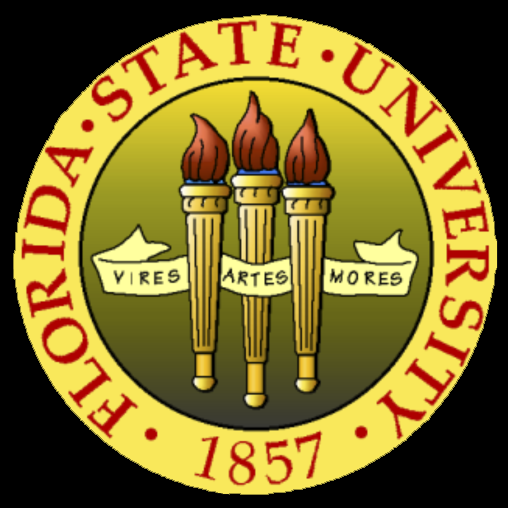 FLORIDA · STATE · UNIVERSITY ·
VIRES ARTES MORES
· 1857